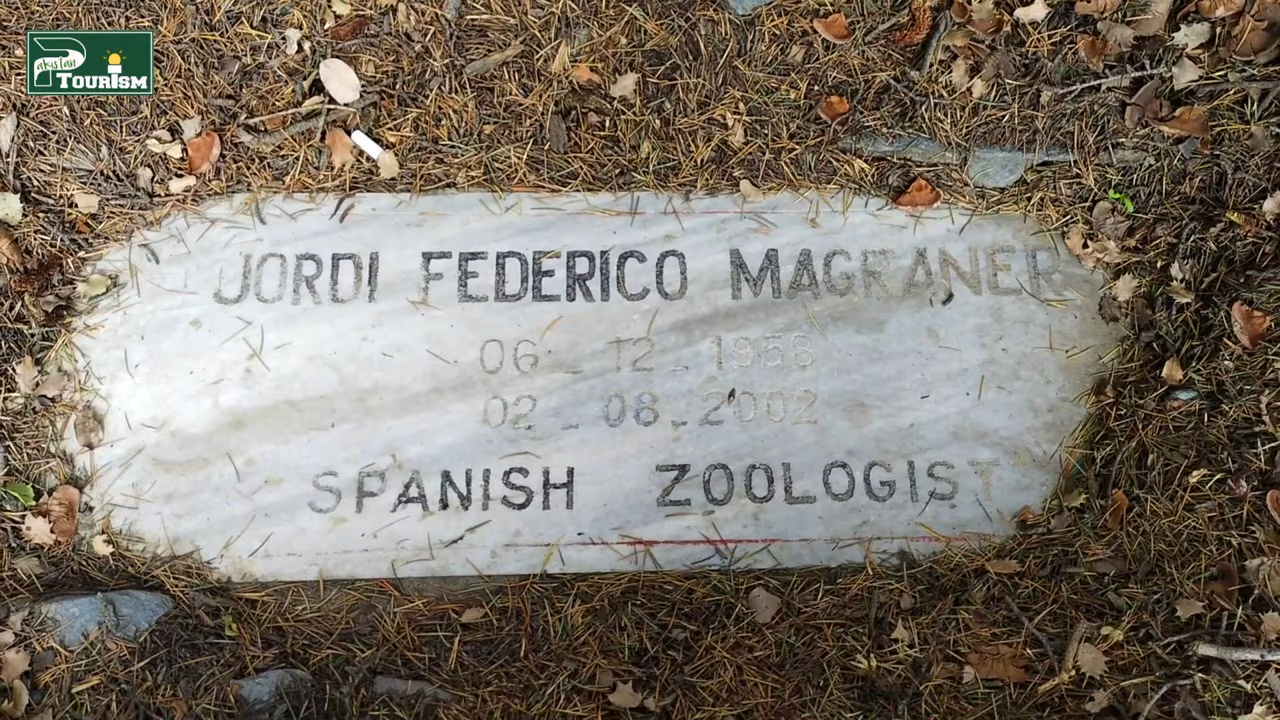 Pakistan
TOURISM
JORDI FEDERICO MAGRANER
06 _ 12 _ 1958
02 _ 08 _ 2002
SPANISH ZOOLOGIST